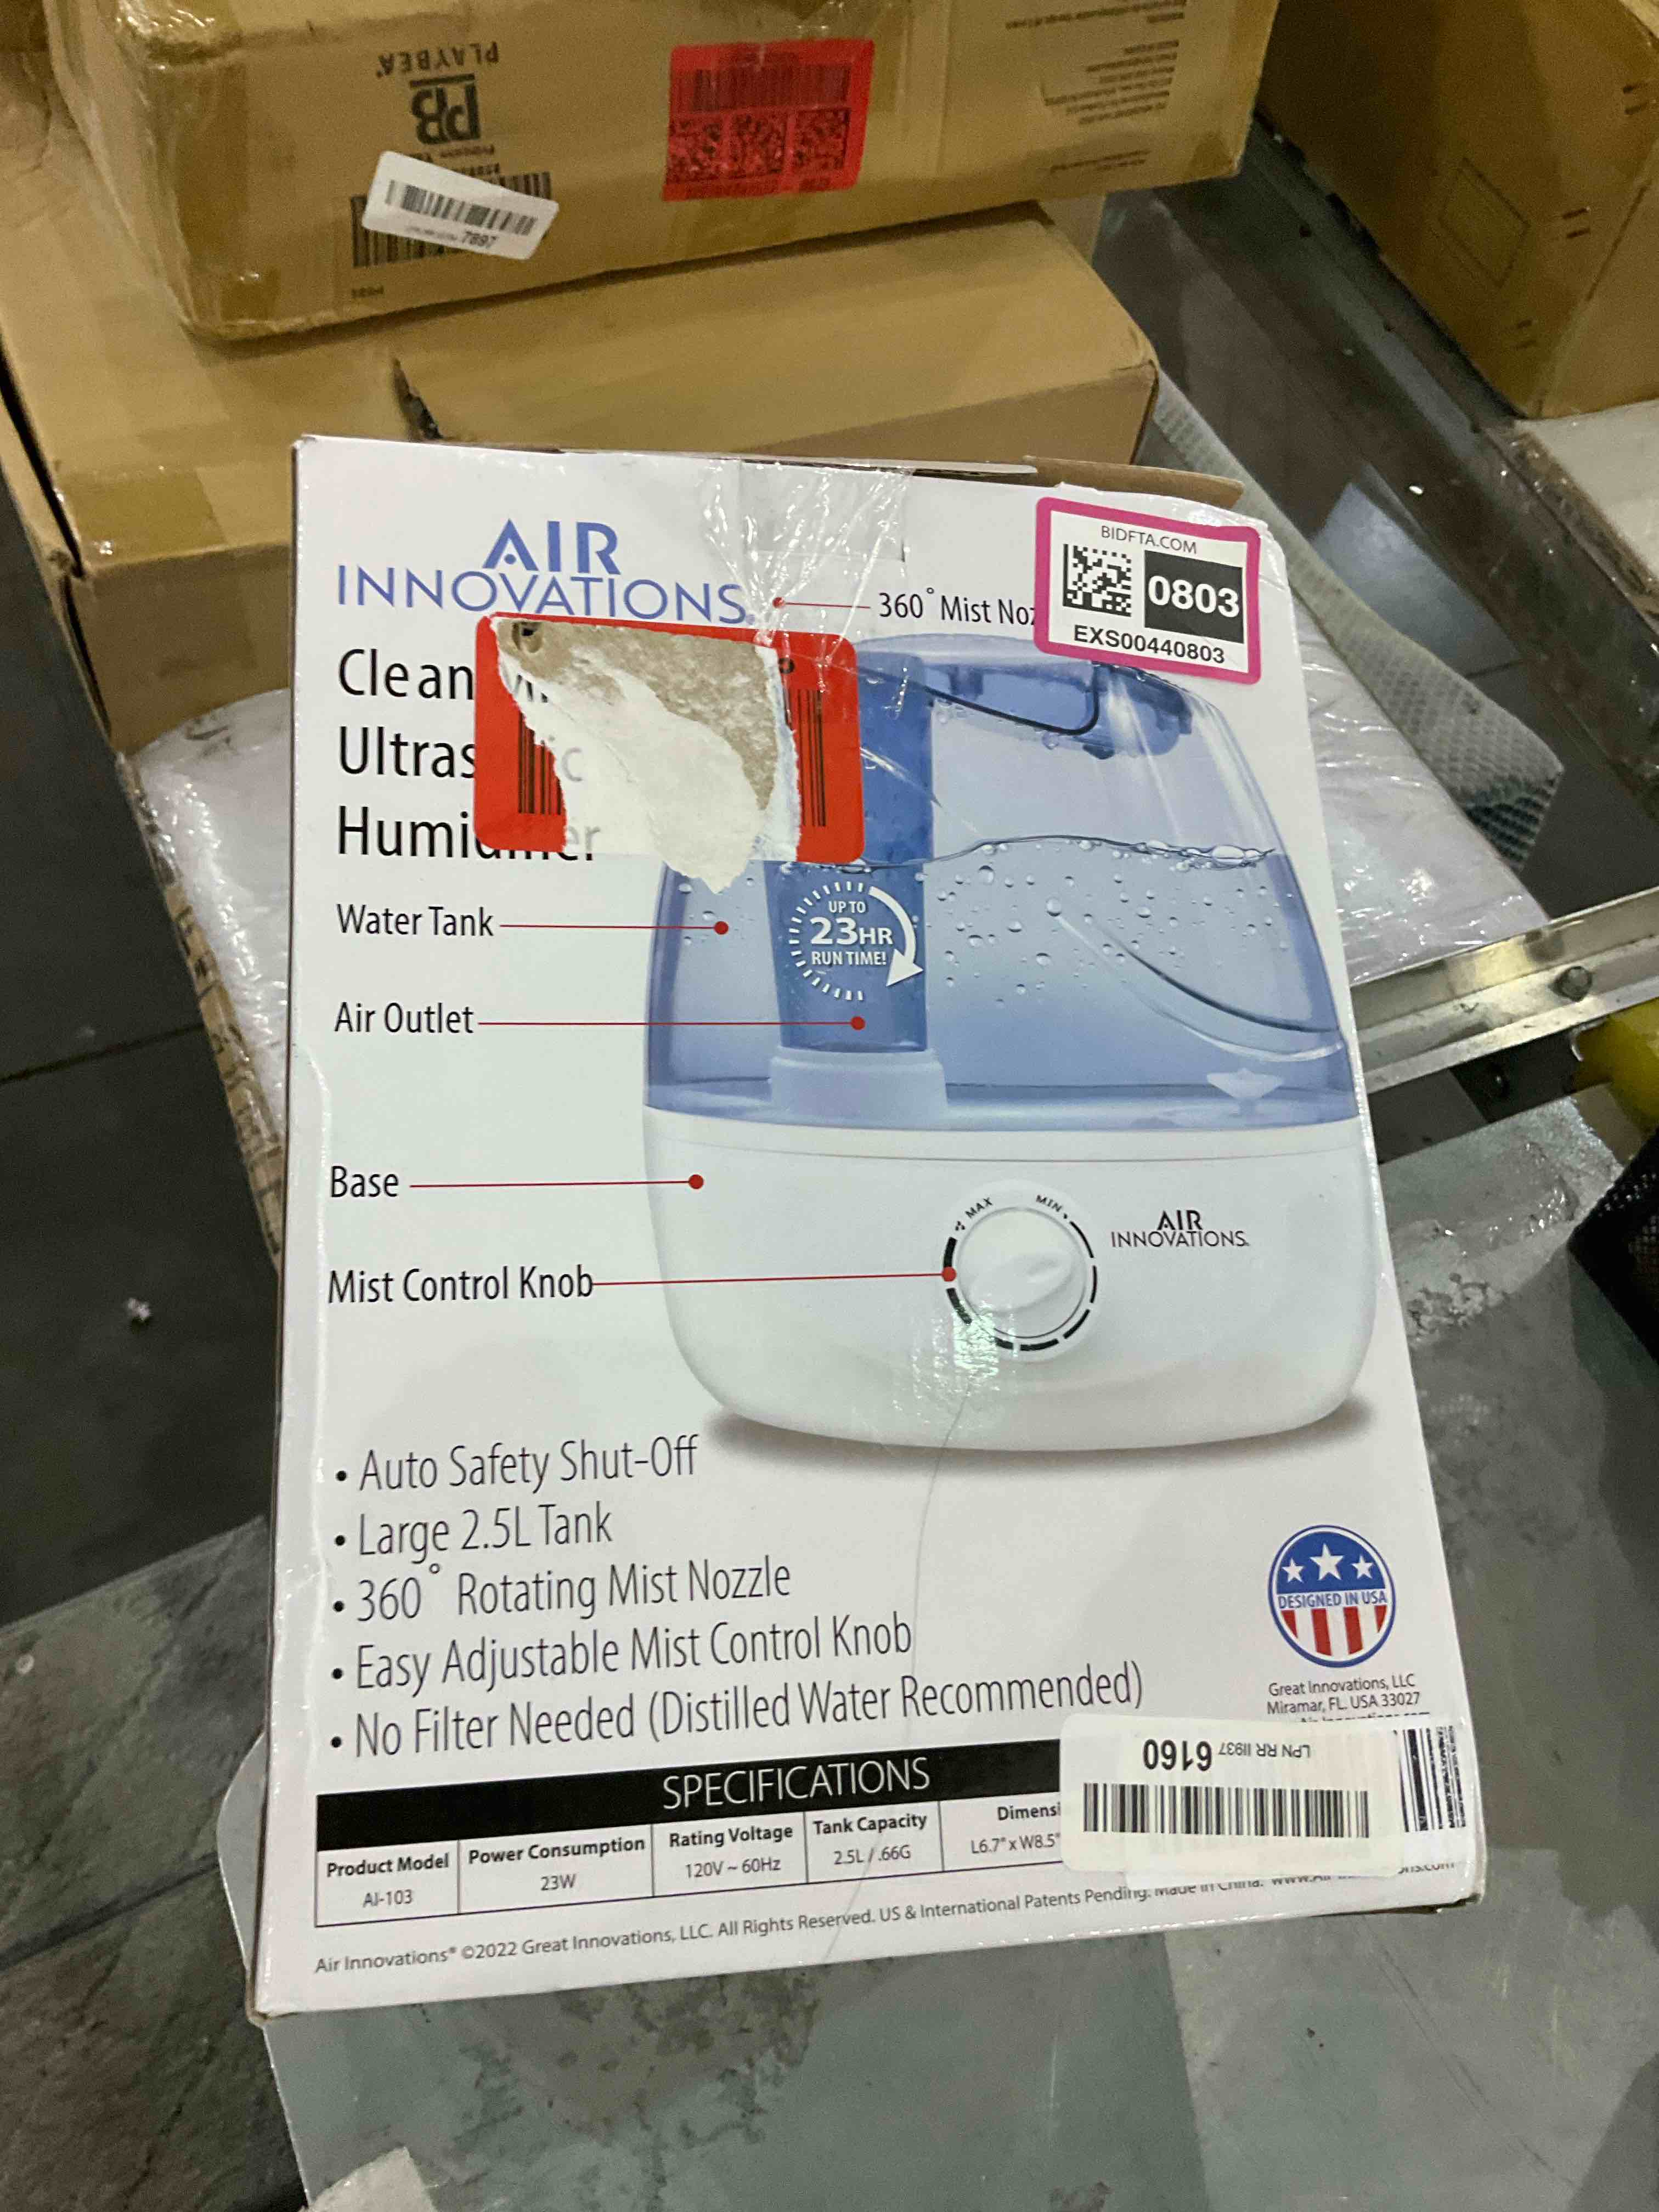 PLAYBEA
PB
7897
AIR
INNOVATIONS
BIDFTA.COM
0803
EXS00440803
360° Mist
Clean
Water Tank
UP TO
23HR
RUN TIME!
Air Outlet
Base
MAX
MIN
AIR
INNOVATIONS
Mist Control Knob
• Auto Safety Shut-Off
• Large 2.5L Tank
• 360° Rotating Mist Nozzle
• Easy Adjustable Mist Control Knob
• No Filter Needed (Distilled Water Recommended)
DESIGNED IN USA
Great Innovations, LLC
Miramar, FL. USA 33027
LPN RR 11937 6160
SPECIFICATIONS
Product Model Power Consumption Rating Voltage Tank Capacity
AI-103 23W 120V ~ 60Hz 2.5L / .66G L6.7" x W8.5"
Air Innovations® ©2022 Great Innovations, LLC. All Rights Reserved. US & International Patents Pending. Made in China.